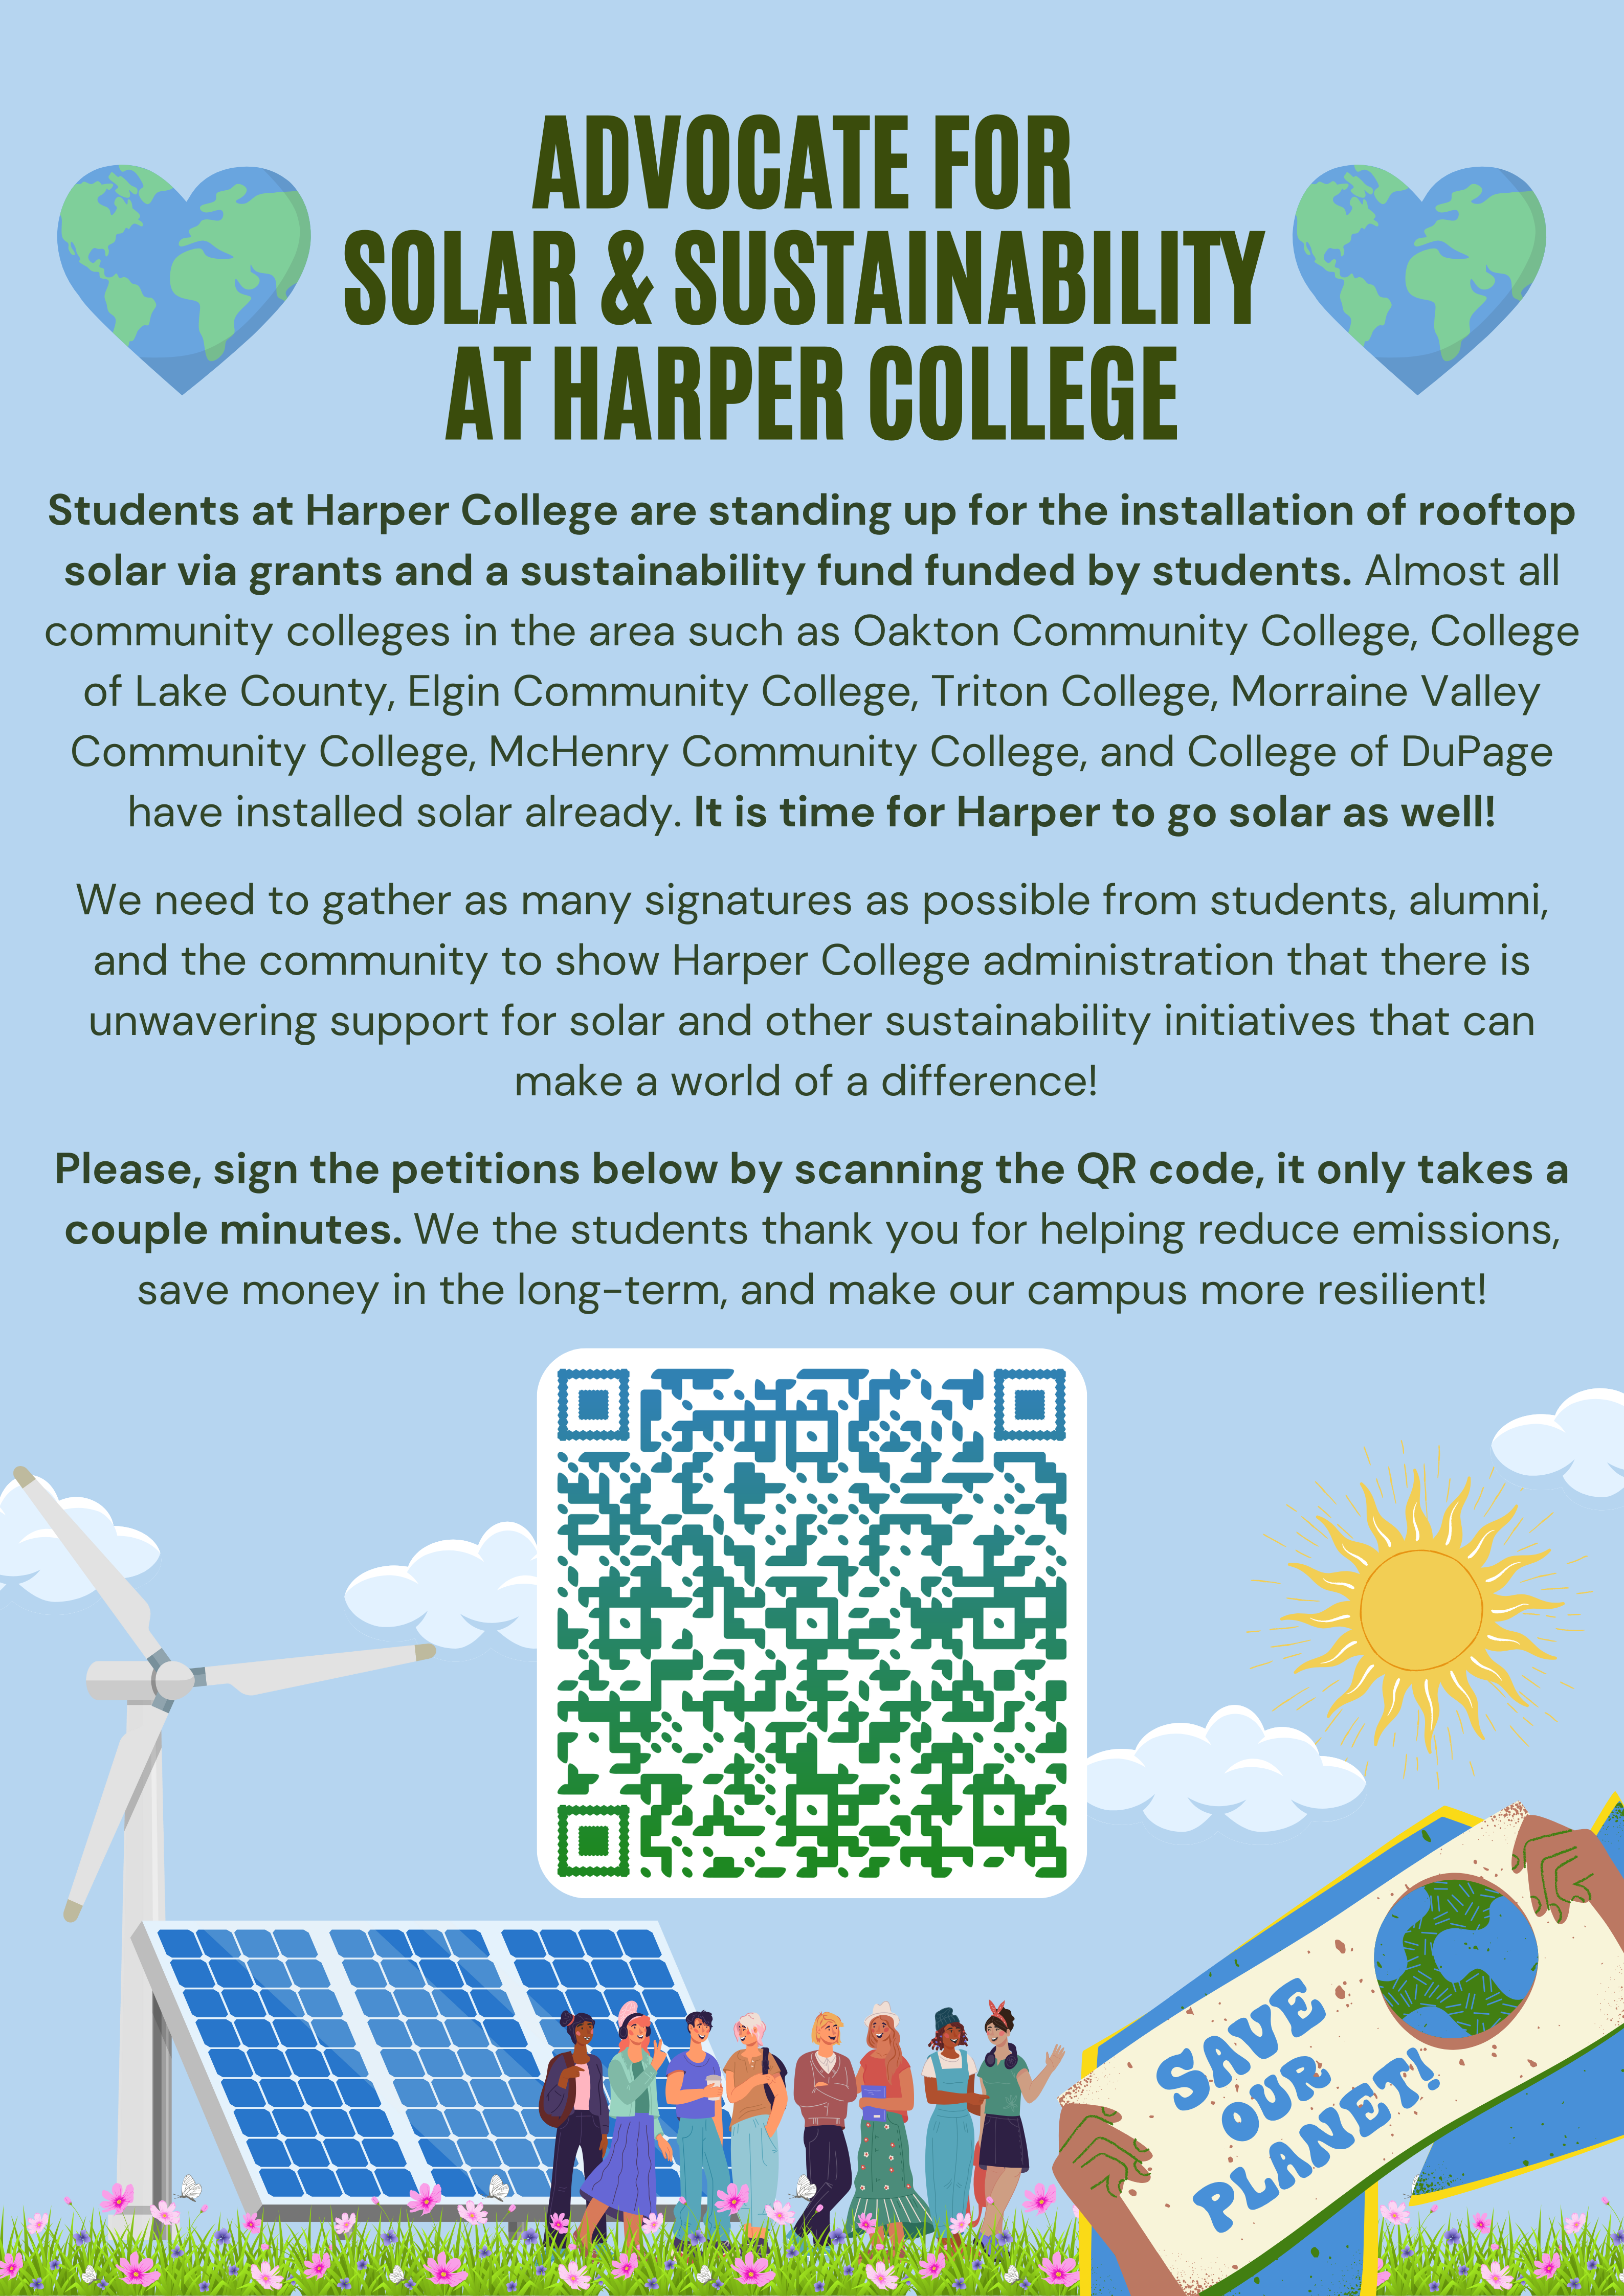 ADVOCATE FOR
SOLAR & SUSTAINABILITY
AT HARPER COLLEGE
Students at Harper College are standing up for the installation of rooftop
solar via grants and a sustainability fund funded by students. Almost all
community colleges in the area such as Oakton Community College, College
of Lake County, Elgin Community College, Triton College, Morraine Valley
Community College, McHenry Community College, and College of DuPage
have installed solar already. It is time for Harper to go solar as well!
We need to gather as many signatures as possible from students, alumni,
and the community to show Harper College administration that there is
unwavering support for solar and other sustainability initiatives that can
make a world of a difference!
Please, sign the petitions below by scanning the QR code, it only takes a
couple minutes. We the students thank you for helping reduce emissions,
save money in the long-term, and make our campus more resilient!
SAVE
OUR
PLANET!